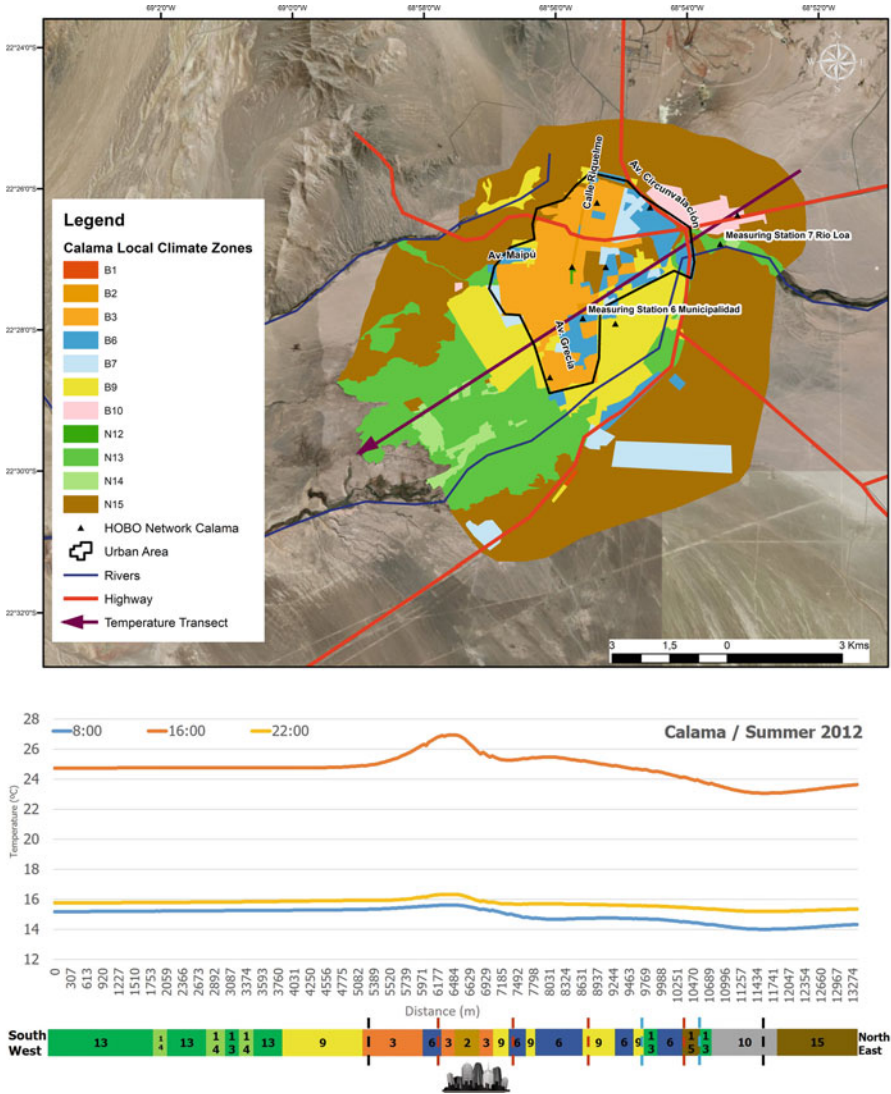 69°2'0"W 69°0'0"W 68°58'0"W 68°56'0"W 68°54'0"W 68°52'0"W
22°24'0"S
22°26'0"S
22°28'0"S
22°30'0"S
22°32'0"S
N
W E
S
Calle Riquelme
Av. Circunvalación
Measuring Station 7 Rio Loa
Av. Maipú
Measuring Station 6 Municipalidad
Av. Grecia
Legend
Calama Local Climate Zones
B1
B2
B3
B6
B7
B9
B10
N12
N13
N14
N15
HOBO Network Calama
Urban Area
Rivers
Highway
Temperature Transect
3 1,5 0 3 Kms
8:00 16:00 22:00
Calama / Summer 2012
Temperature (ºC)
28
26
24
22
20
18
16
14
12
0 307 613 920 1227 1510 1753 2059 2366 2673 2892 3087 3374 3593 3760 4031 4250 4556 4775 5082 5389 5520 5739 5971 6177 6484 6629 6929 7185 7492 7798 8031 8324 8631 8937 9244 9463 9769 9988 10251 10470 10689 10996 11257 11434 11741 12047 12354 12660 12967 13274
Distance (m)
South West 13 14 13 14 13 14 13 9 3 6 3 2 3 9 6 9 6 9 6 9 13 6 15 13 10 15 North East